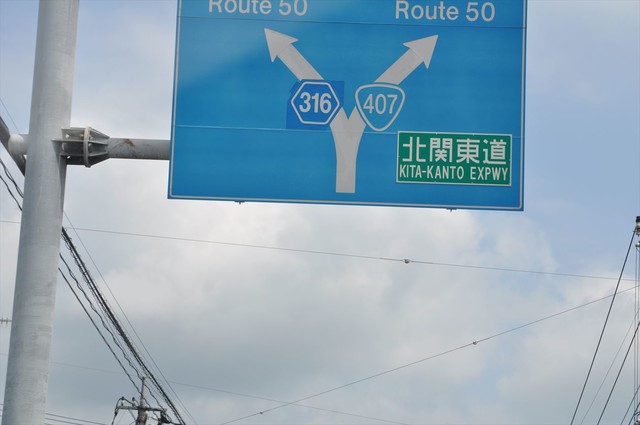 Route 50
Route 50
316
407
北関東道
KITA-KANTO EXPWY